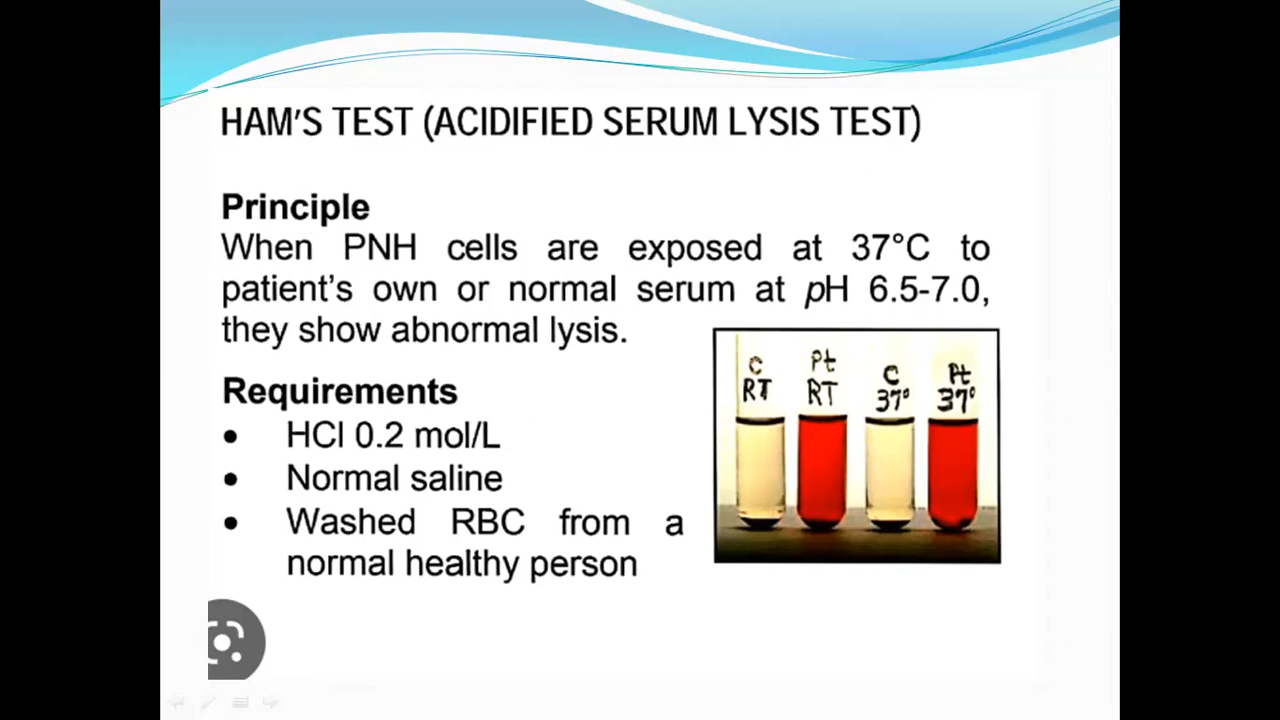 HAM'S TEST (ACIDIFIED SERUM LYSIS TEST)
Principle
When PNH cells are exposed at 37°C to
patient's own or normal serum at pH 6.5-7.0,
they show abnormal lysis.
Requirements
• HCl 0.2 mol/L
• Normal saline
• Washed RBC from a
normal healthy person
C RT
Pt RT
C 37°
Pt 37°